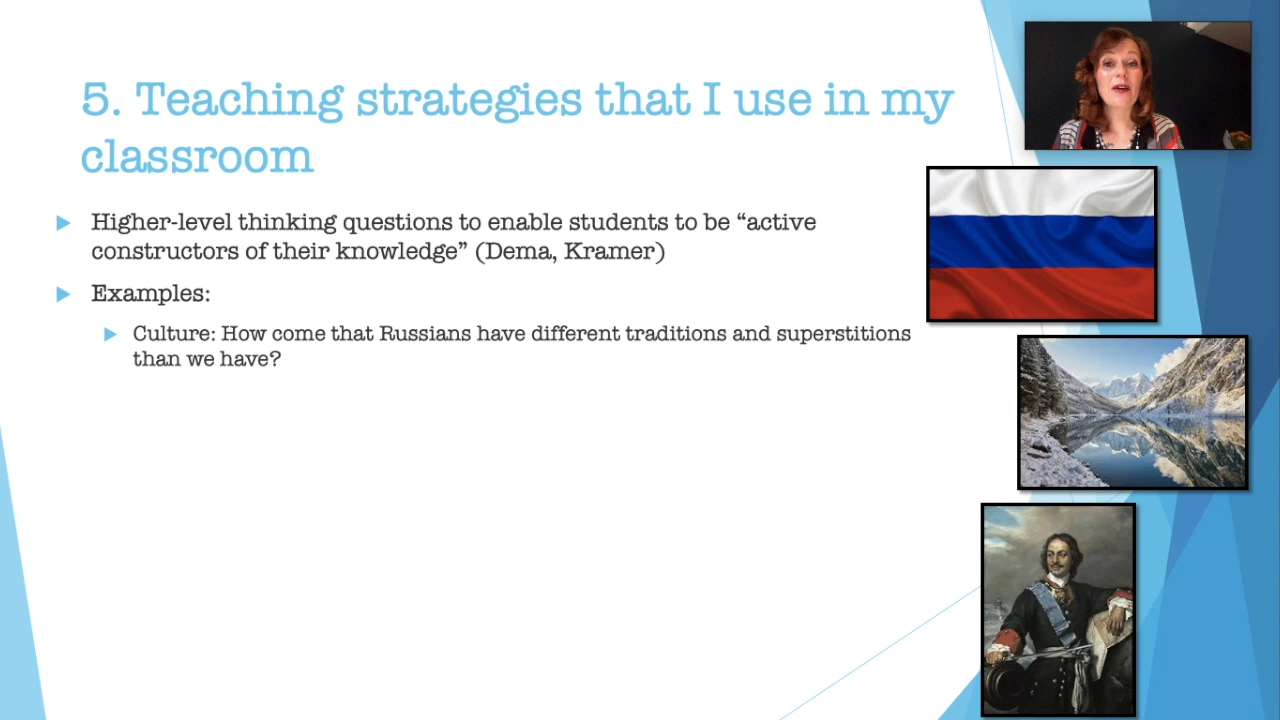 5. Teaching strategies that I use in my
classroom
Higher-level thinking questions to enable students to be “active
constructors of their knowledge” (Dema, Kramer)
Examples:
Culture: How come that Russians have different traditions and superstitions
than we have?